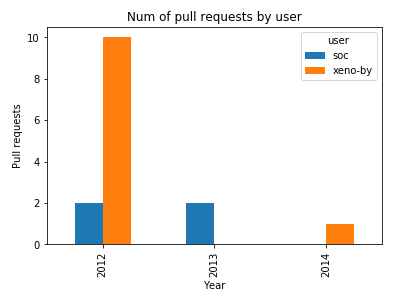 Num of pull requests by user
user
soc
xeno-by
Pull requests
10
8
6
4
2
0
2012
2013
2014
Year